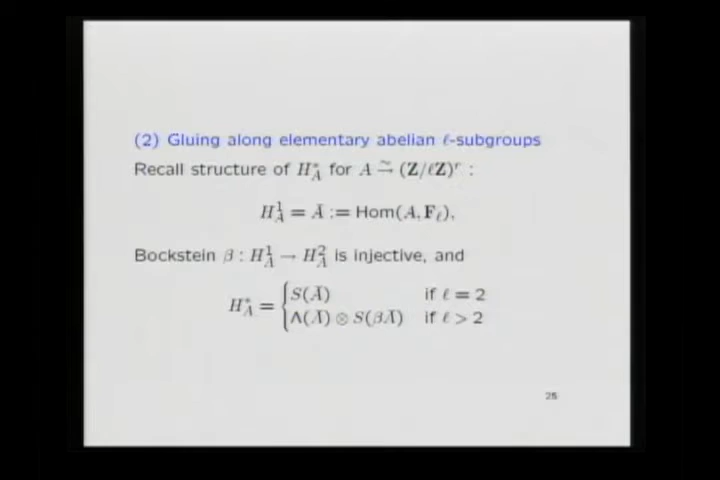 (2) Gluing along elementary abelian ℓ-subgroups
Recall structure of H*_A for A ⥲ (Z/ℓZ)^r :
H^1_A = Ǎ := Hom(A, F_ℓ),
Bockstein β : H^1_A → H^2_A is injective, and
H*_A = { S(Ǎ) if ℓ = 2
Λ(Ǎ) ⊗ S(βǍ) if ℓ > 2
25